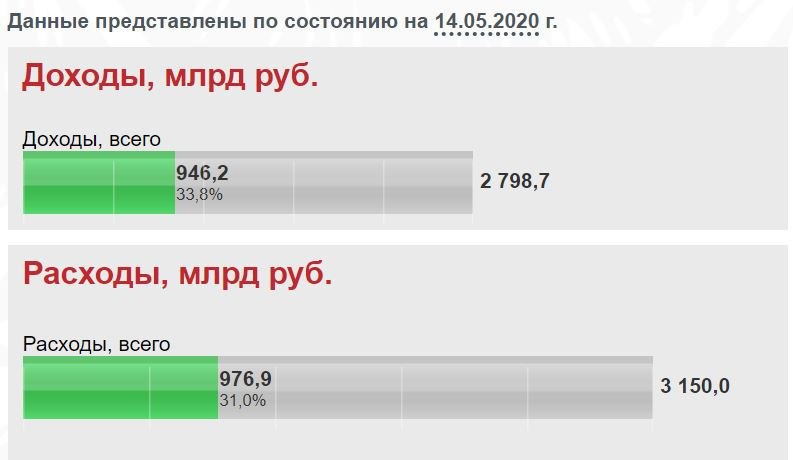 Данные представлены по состоянию на 14.05.2020 г.
Доходы, млрд руб.
Доходы, всего
946,2
33,8%
2 798,7
Расходы, млрд руб.
Расходы, всего
976,9
31,0%
3 150,0